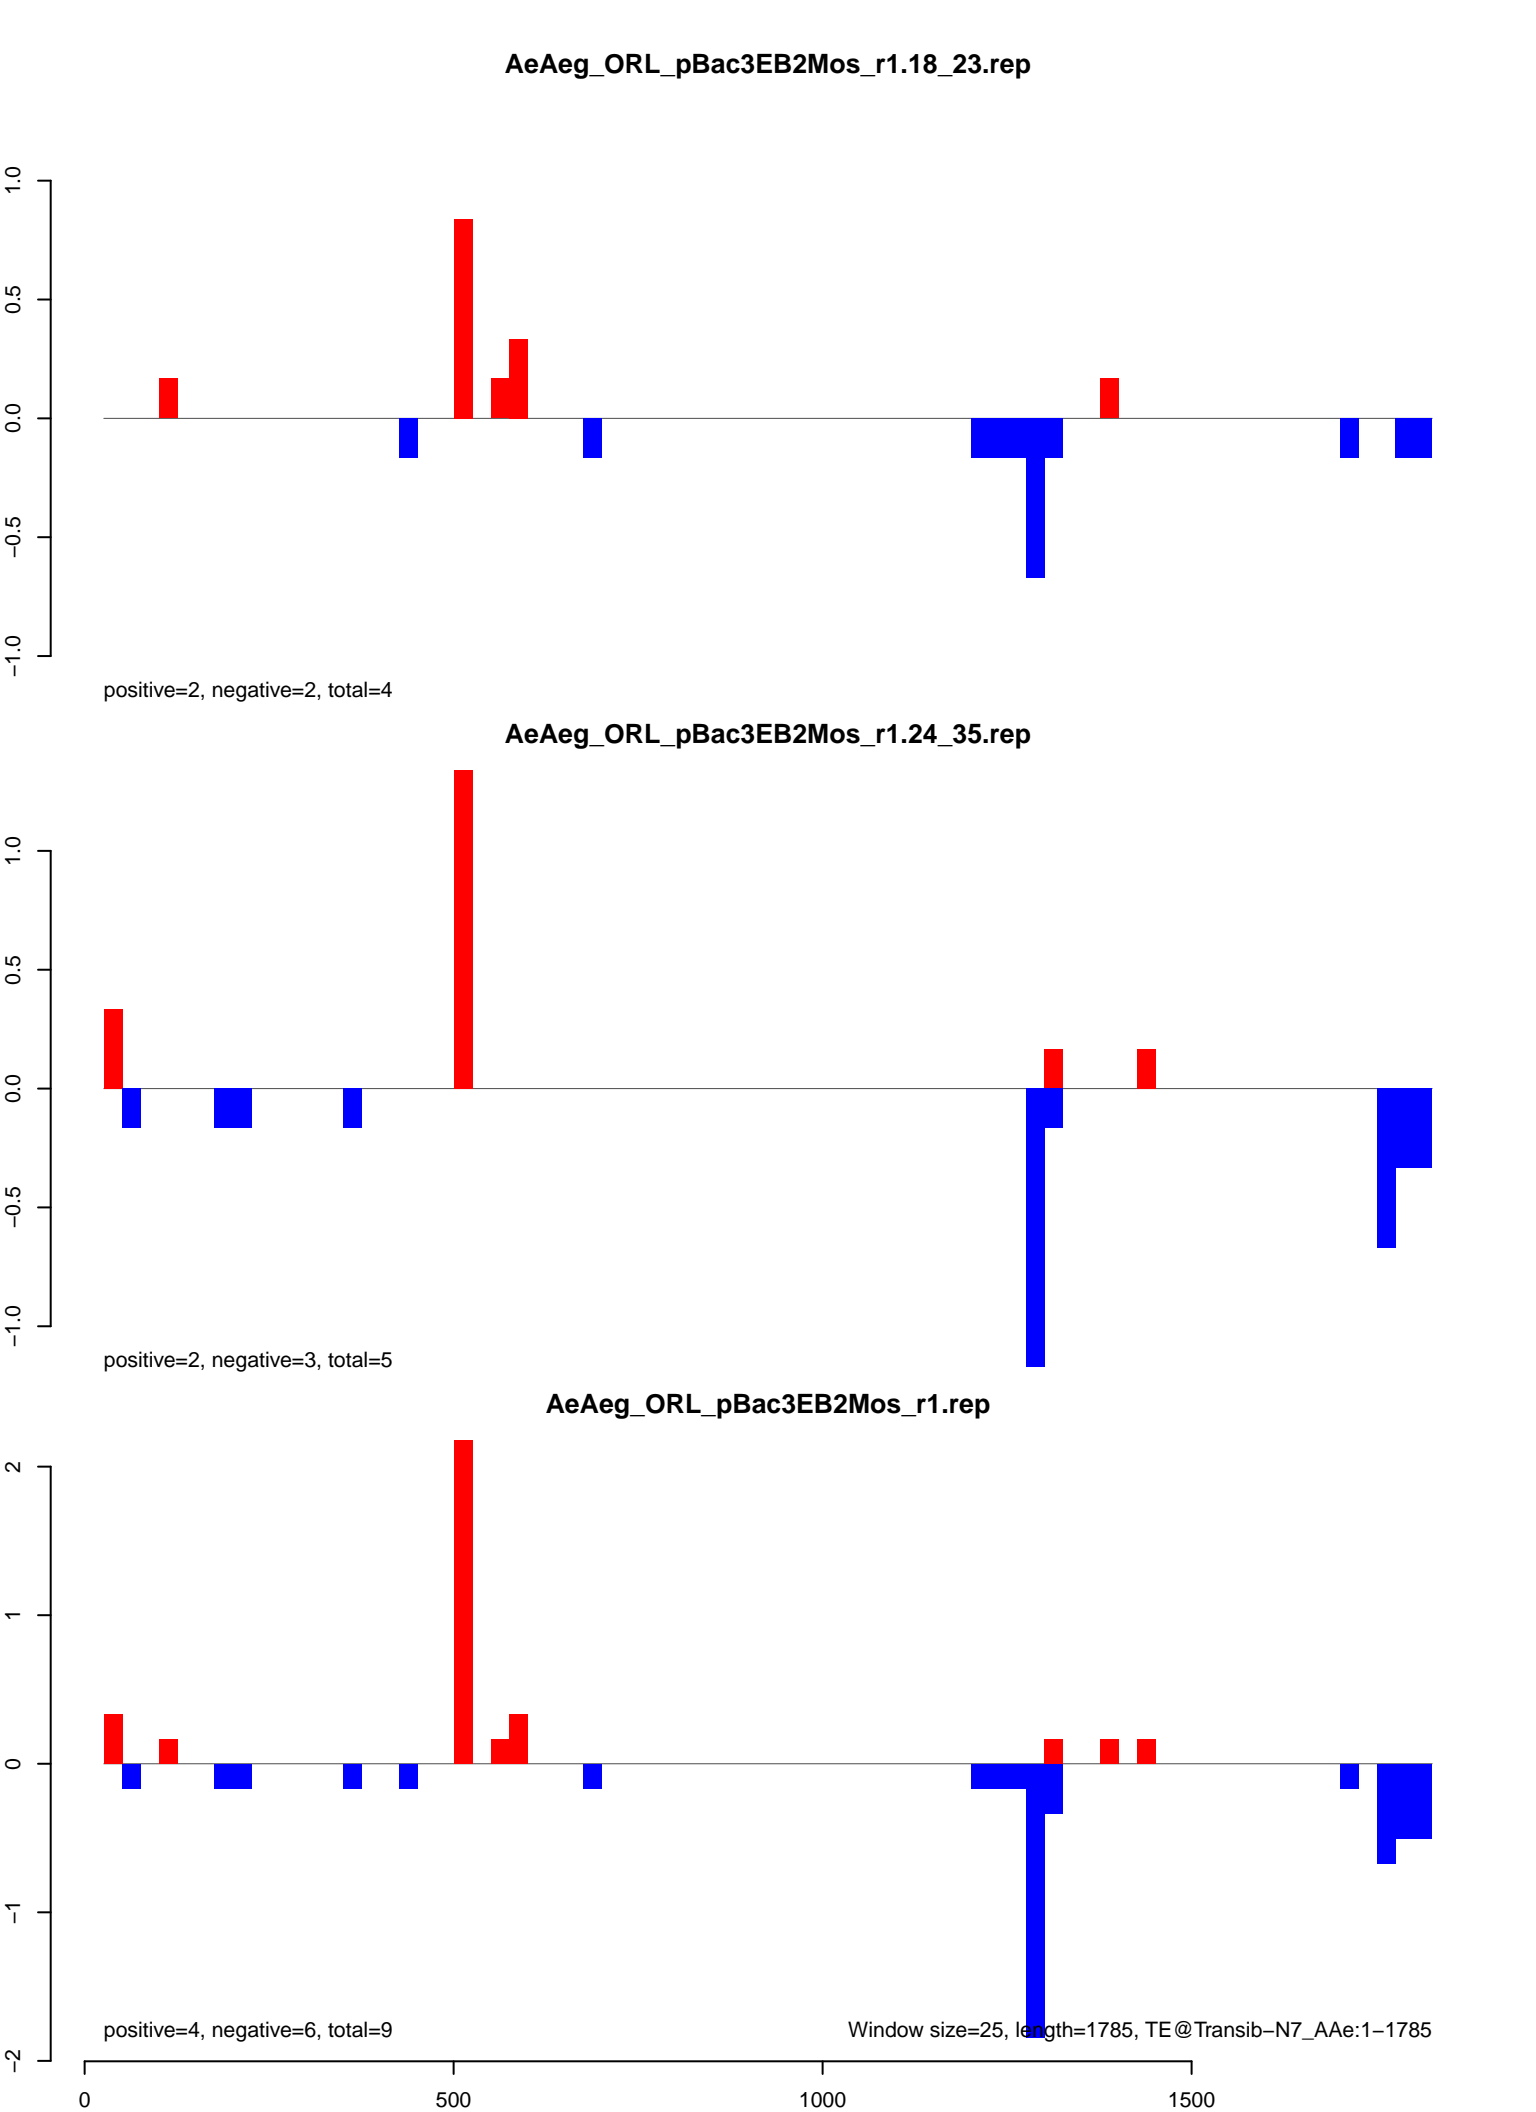 AeAeg_ORL_pBac3EB2Mos_r1.18_23.rep
1.0
0.5
0.0
−0.5
−1.0
positive=2, negative=2, total=4
AeAeg_ORL_pBac3EB2Mos_r1.24_35.rep
1.0
0.5
0.0
−0.5
−1.0
positive=2, negative=3, total=5
AeAeg_ORL_pBac3EB2Mos_r1.rep
2
1
0
−1
−2
positive=4, negative=6, total=9
Window size=25, length=1785, TE@Transib−N7_AAe:1−1785
0 500 1000 1500